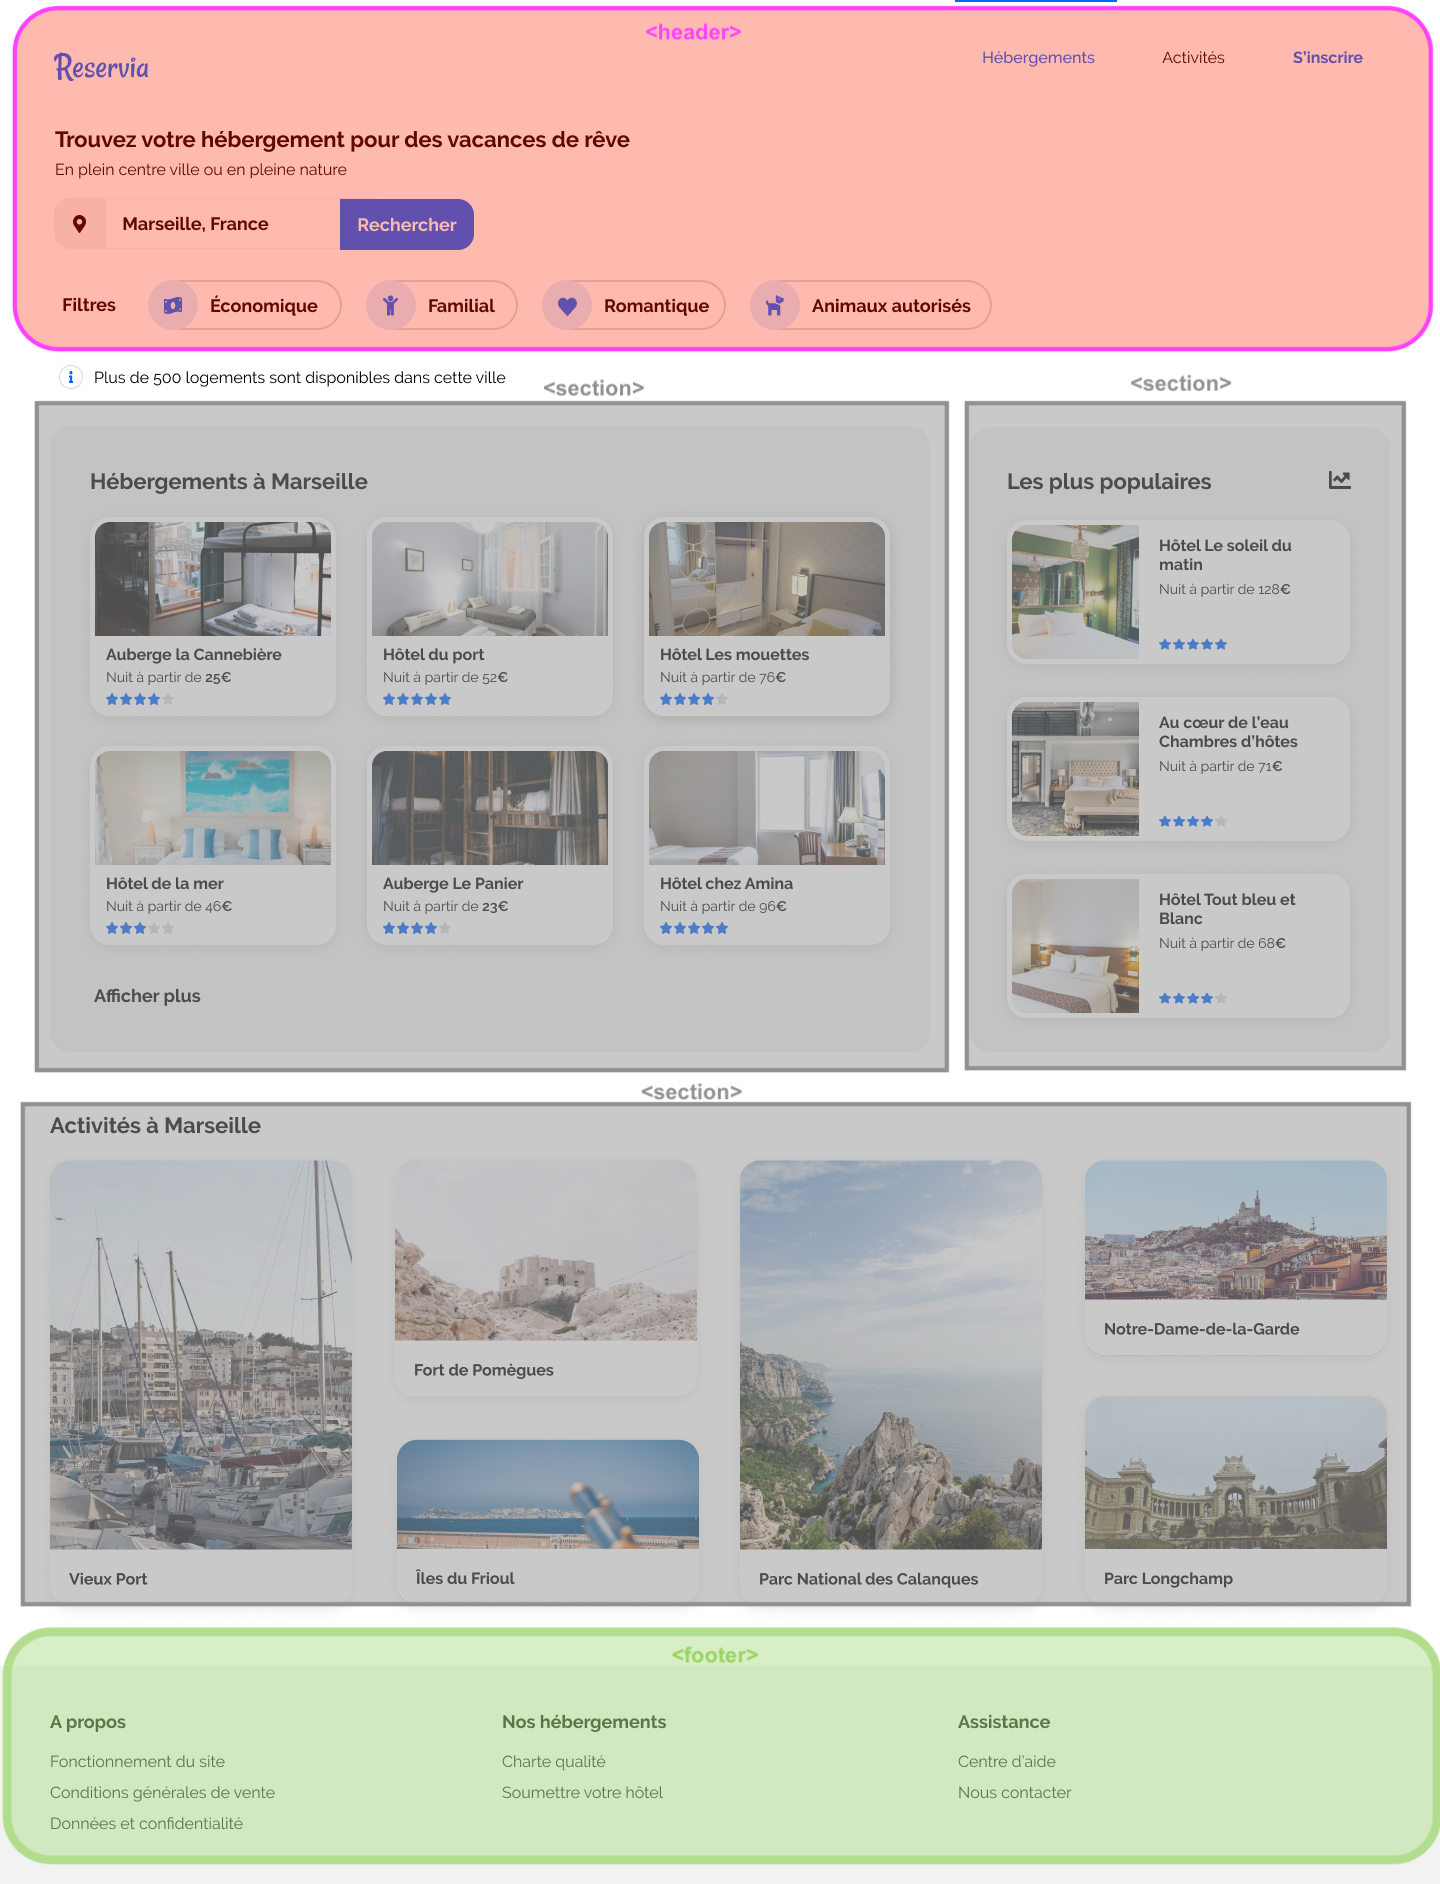 <header>
Reservia
Hébergements
Activités
S'inscrire
Trouvez votre hébergement pour des vacances de rêve
En plein centre ville ou en pleine nature
Marseille, France
Rechercher
Filtres
Économique
Familial
Romantique
Animaux autorisés
Plus de 500 logements sont disponibles dans cette ville
<section>
Hébergements à Marseille
Auberge la Cannebière
Nuit à partir de 25€
Hôtel du port
Nuit à partir de 52€
Hôtel Les mouettes
Nuit à partir de 76€
Hôtel de la mer
Nuit à partir de 46€
Auberge Le Panier
Nuit à partir de 23€
Hôtel chez Amina
Nuit à partir de 96€
Afficher plus
<section>
Les plus populaires
Hôtel Le soleil du
matin
Nuit à partir de 128€
Au cœur de l'eau
Chambres d'hôtes
Nuit à partir de 71€
Hôtel Tout bleu et
Blanc
Nuit à partir de 68€
<section>
Activités à Marseille
Vieux Port
Fort de Pomègues
Îles du Frioul
Parc National des Calanques
Notre-Dame-de-la-Garde
Parc Longchamp
<footer>
A propos
Fonctionnement du site
Conditions générales de vente
Données et confidentialité
Nos hébergements
Charte qualité
Soumettre votre hôtel
Assistance
Centre d'aide
Nous contacter